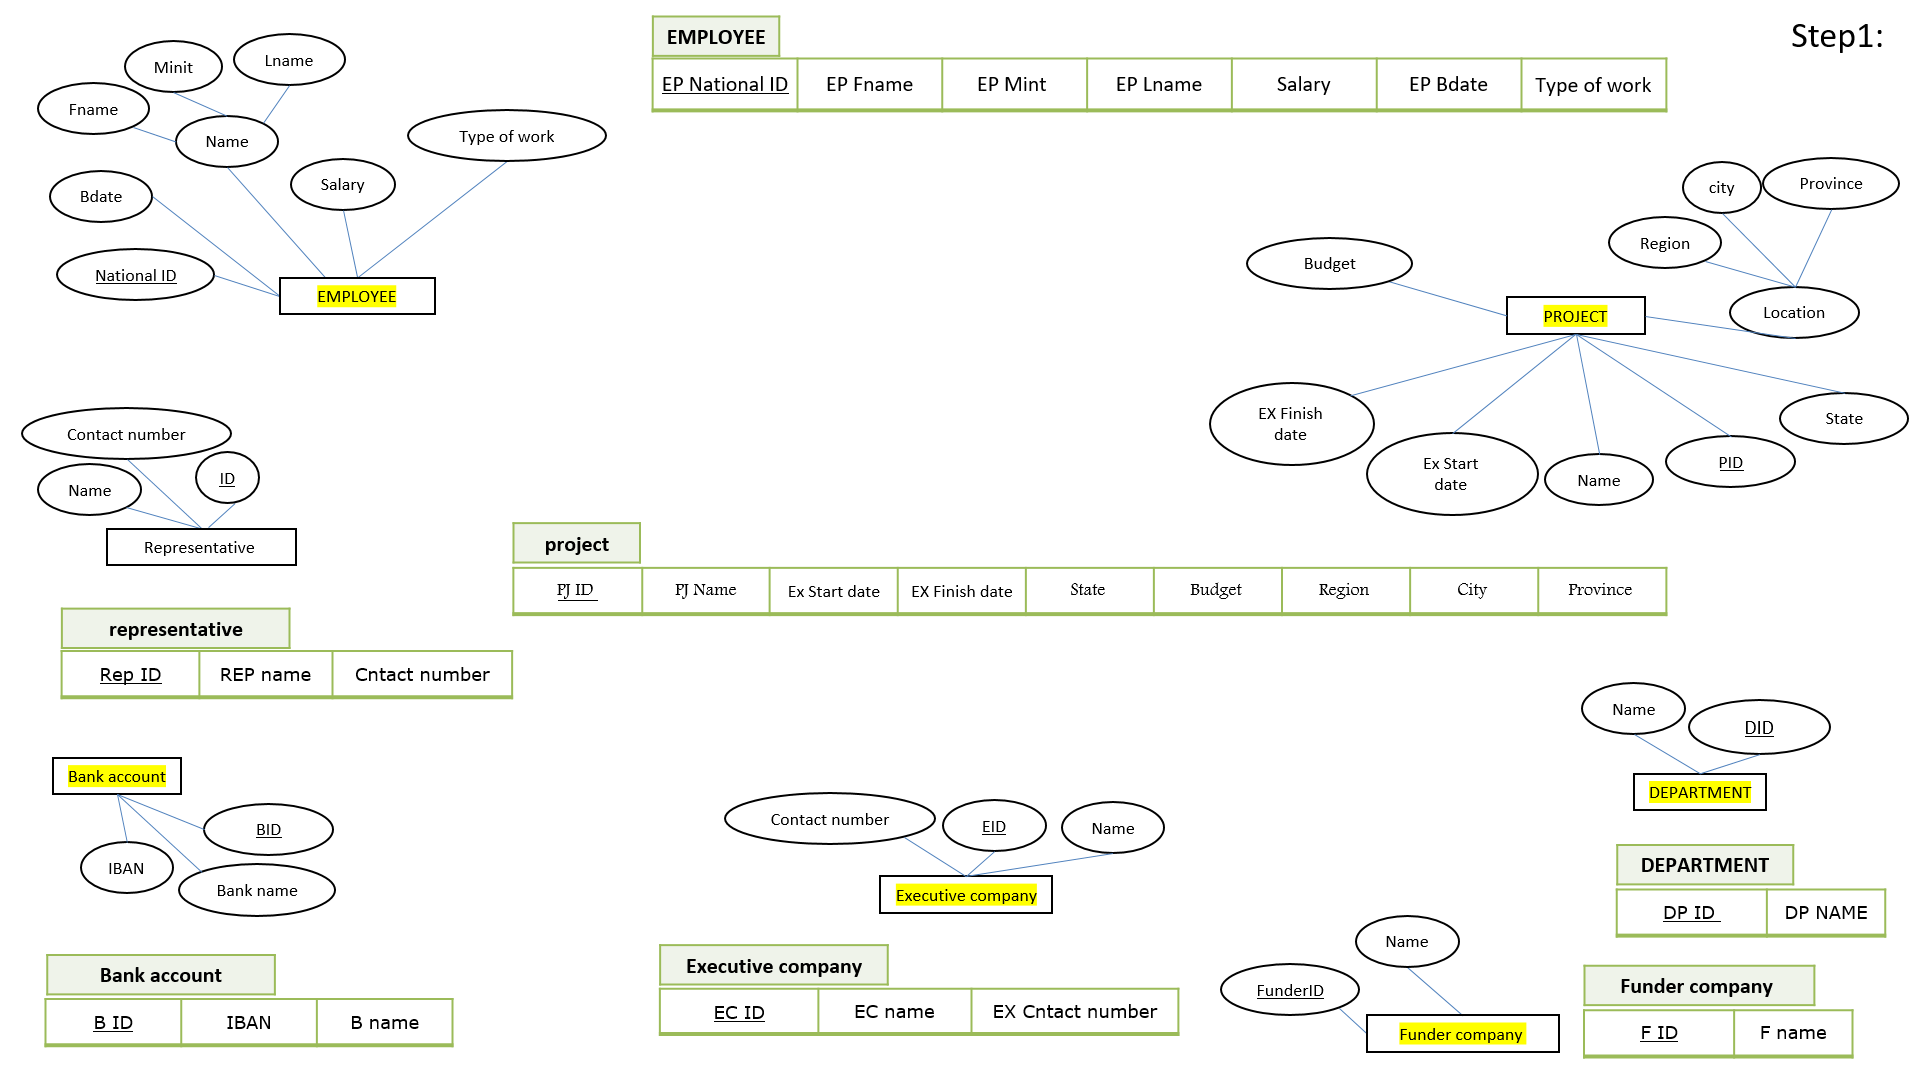 Step1:
EMPLOYEE
EP National ID EP Fname EP Mint EP Lname Salary EP Bdate Type of work
Minit
Lname
Fname
Name
Type of work
Bdate
Salary
National ID
EMPLOYEE
city
Province
Region
Budget
PROJECT
Location
EX Finish
date
Ex Start
date
Name
PID
State
Contact number
Name
ID
Representative
project
PJ ID PJ Name Ex Start date EX Finish date State Budget Region City Province
representative
Rep ID REP name Cntact number
Name
DID
DEPARTMENT
Bank account
BID
IBAN
Bank name
Contact number
EID
Name
Executive company
DEPARTMENT
DP ID DP NAME
Bank account
B ID IBAN B name
Executive company
EC ID EC name EX Cntact number
Name
FunderID
Funder company
Funder company
F ID F name